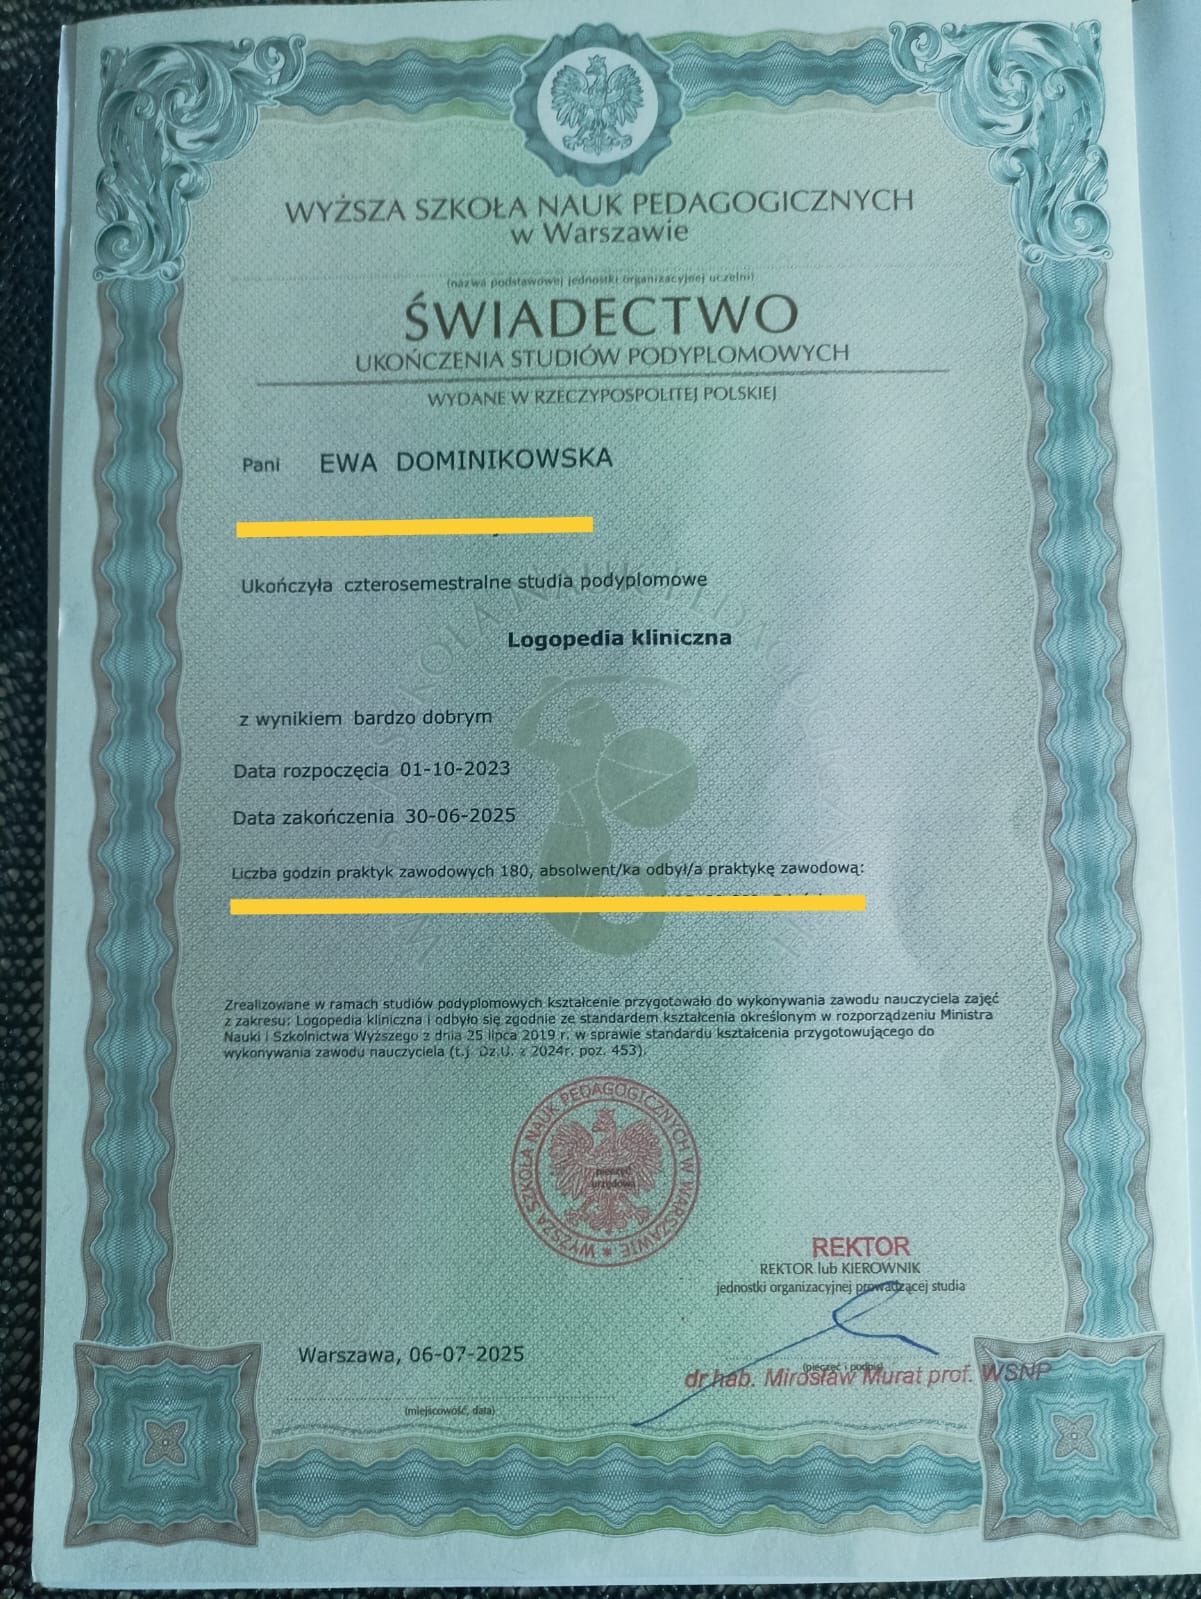 WYŻSZA SZKOŁA NAUK PEDAGOGICZNYCH
w Warszawie
(nazwa podstawowej jednostki organizacyjnej uczelni)
ŚWIADECTWO
UKOŃCZENIA STUDIÓW PODYPLOMOWYCH
WYDANE W RZECZYPOSPOLITEJ POLSKIEJ
Pani EWA DOMINIKOWSKA
Ukończyła czterosemestralne studia podyplomowe
Logopedia kliniczna
z wynikiem bardzo dobrym
Data rozpoczęcia 01-10-2023
Data zakończenia 30-06-2025
Liczba godzin praktyk zawodowych 180, absolwent/ka odbył/a praktykę zawodową:
Zrealizowane w ramach studiów podyplomowych kształcenie przygotowało do wykonywania zawodu nauczyciela zajęć
z zakresu: Logopedia kliniczna i odbyło się zgodnie ze standardem kształcenia określonym w rozporządzeniu Ministra
Nauki i Szkolnictwa Wyższego z dnia 25 lipca 2019 r. w sprawie standardu kształcenia przygotowującego do
wykonywania zawodu nauczyciela (t.j. Dz.U. z 2024r. poz. 453).
WYŻSZA SZKOŁA NAUK PEDAGOGICZNYCH W WARSZAWIE *
pieczęć
urzędowa
REKTOR
REKTOR lub KIEROWNIK
jednostki organizacyjnej prowadzącej studia
(pieczęć i podpis)
dr hab. Mirosław Murat prof. WSNP
Warszawa, 06-07-2025
(miejscowość, data)